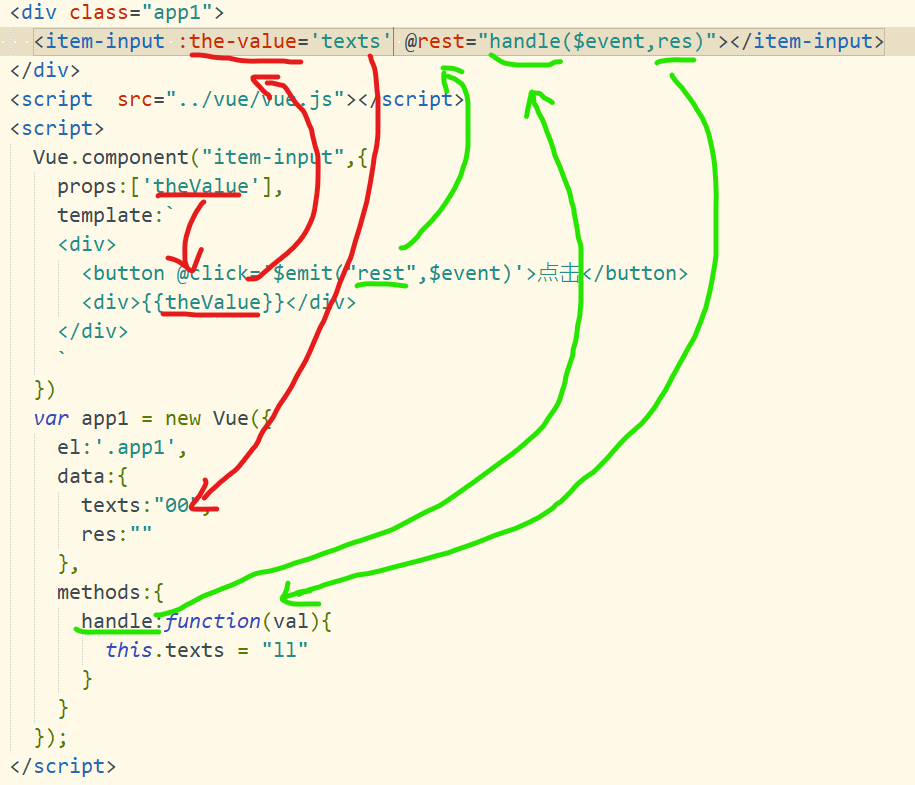 <div class="app1">
<item-input :the-value='texts' @rest="handle($event,res)"></item-input>
</div>
<script  src="../vue/vue.js"></script>
<script>
Vue.component("item-input",{
props:['theValue'],
template:`
<div>
<button @click='$emit("rest",$event)'>点击</button>
<div>{{theValue}}</div>
</div>
`
})
var app1 = new Vue({
el:'.app1',
data:{
texts:"00",
res:""
},
methods:{
handle:function(val){
this.texts = "ll"
}
}
});
</script>